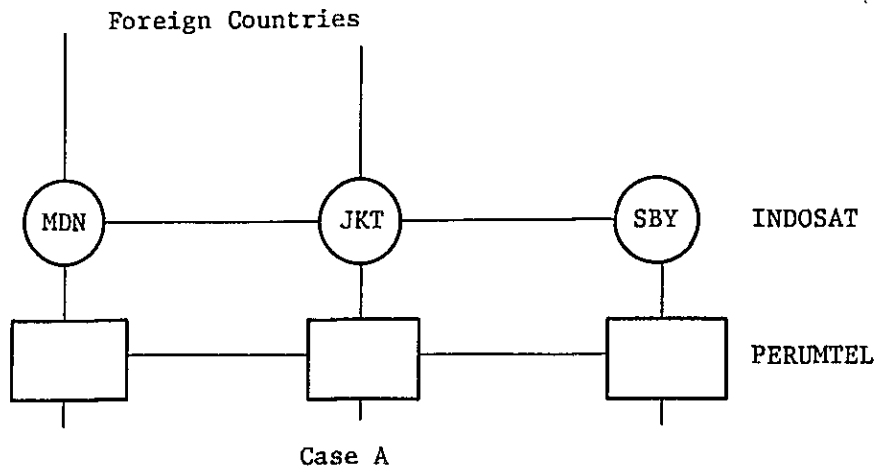 Foreign Countries
MDN
JKT
SBY
INDOSAT
PERUMTEL
Case A